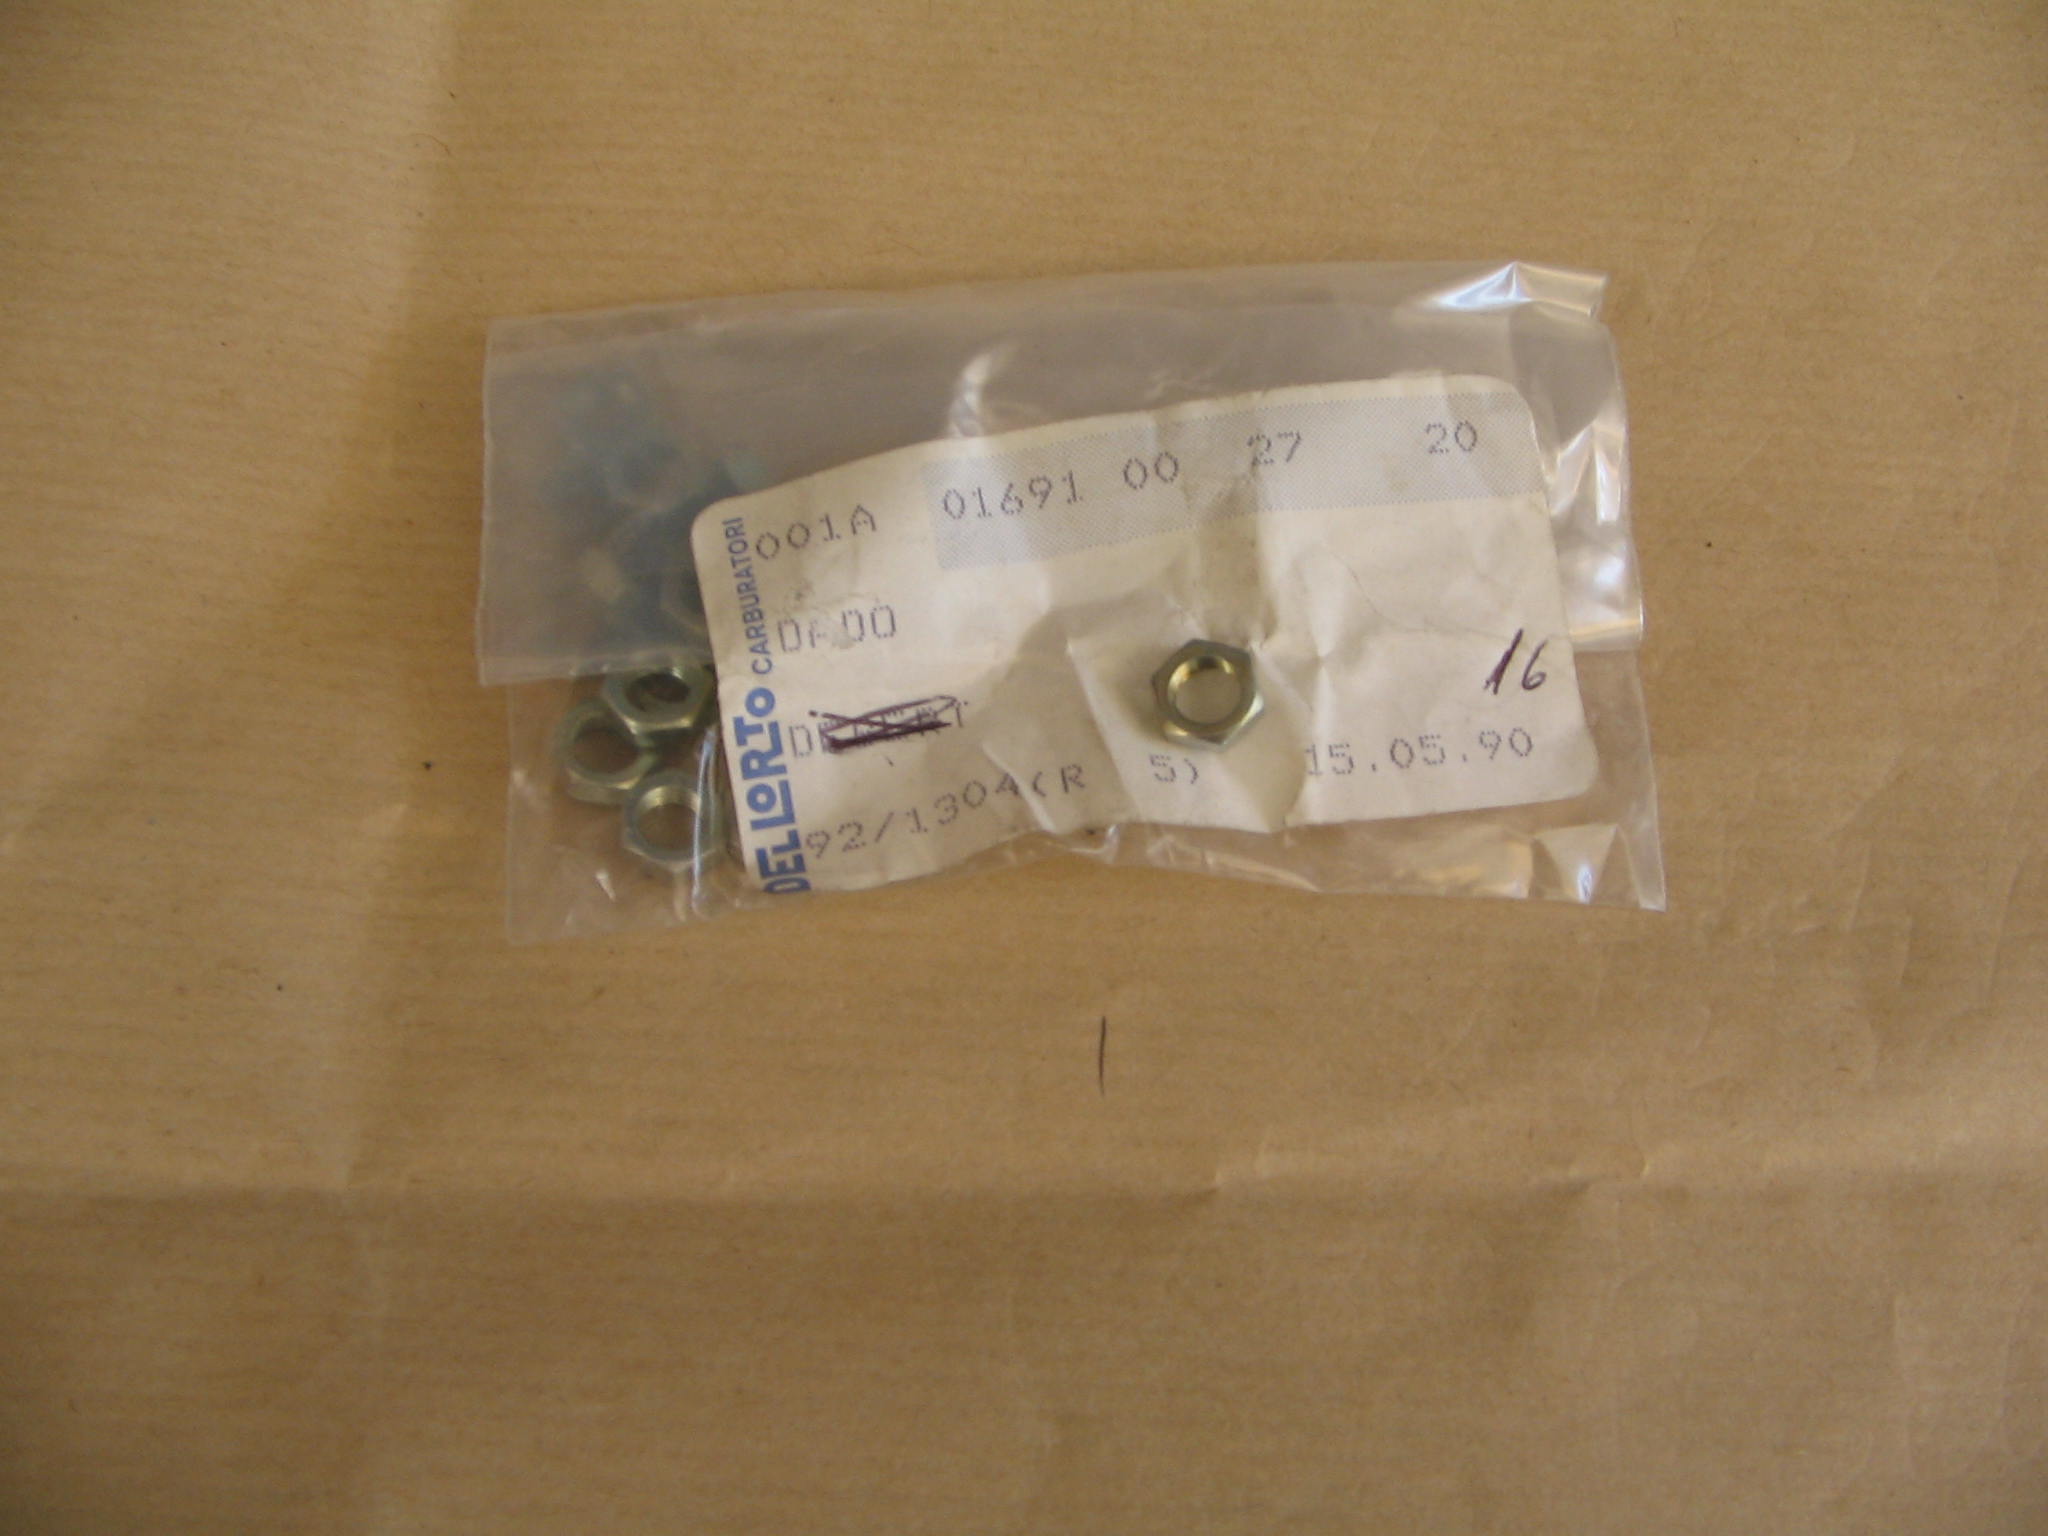 001A 01691 00 27 20
DADO
16
92/1304(R 5) 15.05.90
DELLORTO CARBURATORI